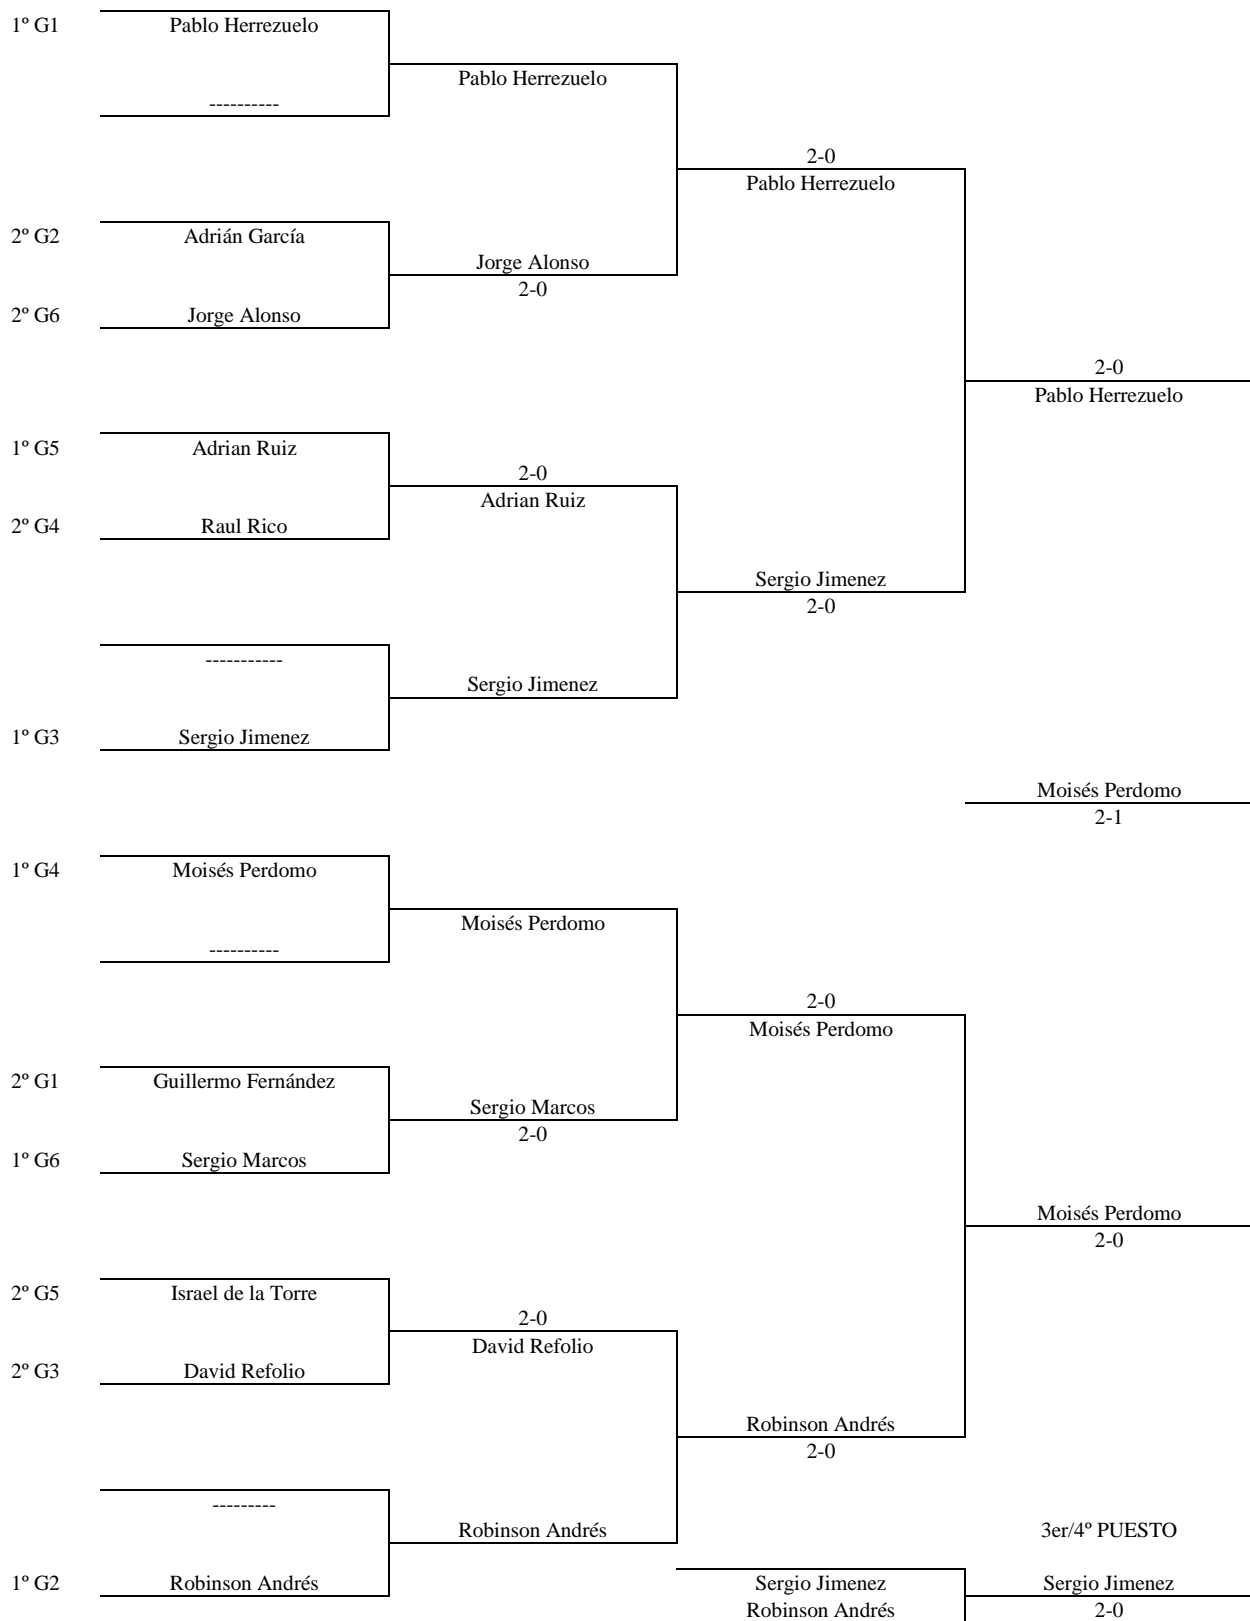 1º G1 Pablo Herrezuelo
Pablo Herrezuelo
----------
2-0
Pablo Herrezuelo
2º G2 Adrián García
Jorge Alonso
2-0
2º G6 Jorge Alonso
2-0
Pablo Herrezuelo
1º G5 Adrian Ruiz
2-0
Adrian Ruiz
2º G4 Raul Rico
Sergio Jimenez
2-0
-----------
Sergio Jimenez
1º G3 Sergio Jimenez
Moisés Perdomo
2-1
1º G4 Moisés Perdomo
Moisés Perdomo
----------
2-0
Moisés Perdomo
2º G1 Guillermo Fernández
Sergio Marcos
2-0
1º G6 Sergio Marcos
Moisés Perdomo
2-0
2º G5 Israel de la Torre
2-0
David Refolio
2º G3 David Refolio
Robinson Andrés
2-0
---------
Robinson Andrés 3er/4º PUESTO
1º G2 Robinson Andrés Sergio Jimenez Sergio Jimenez
Robinson Andrés 2-0